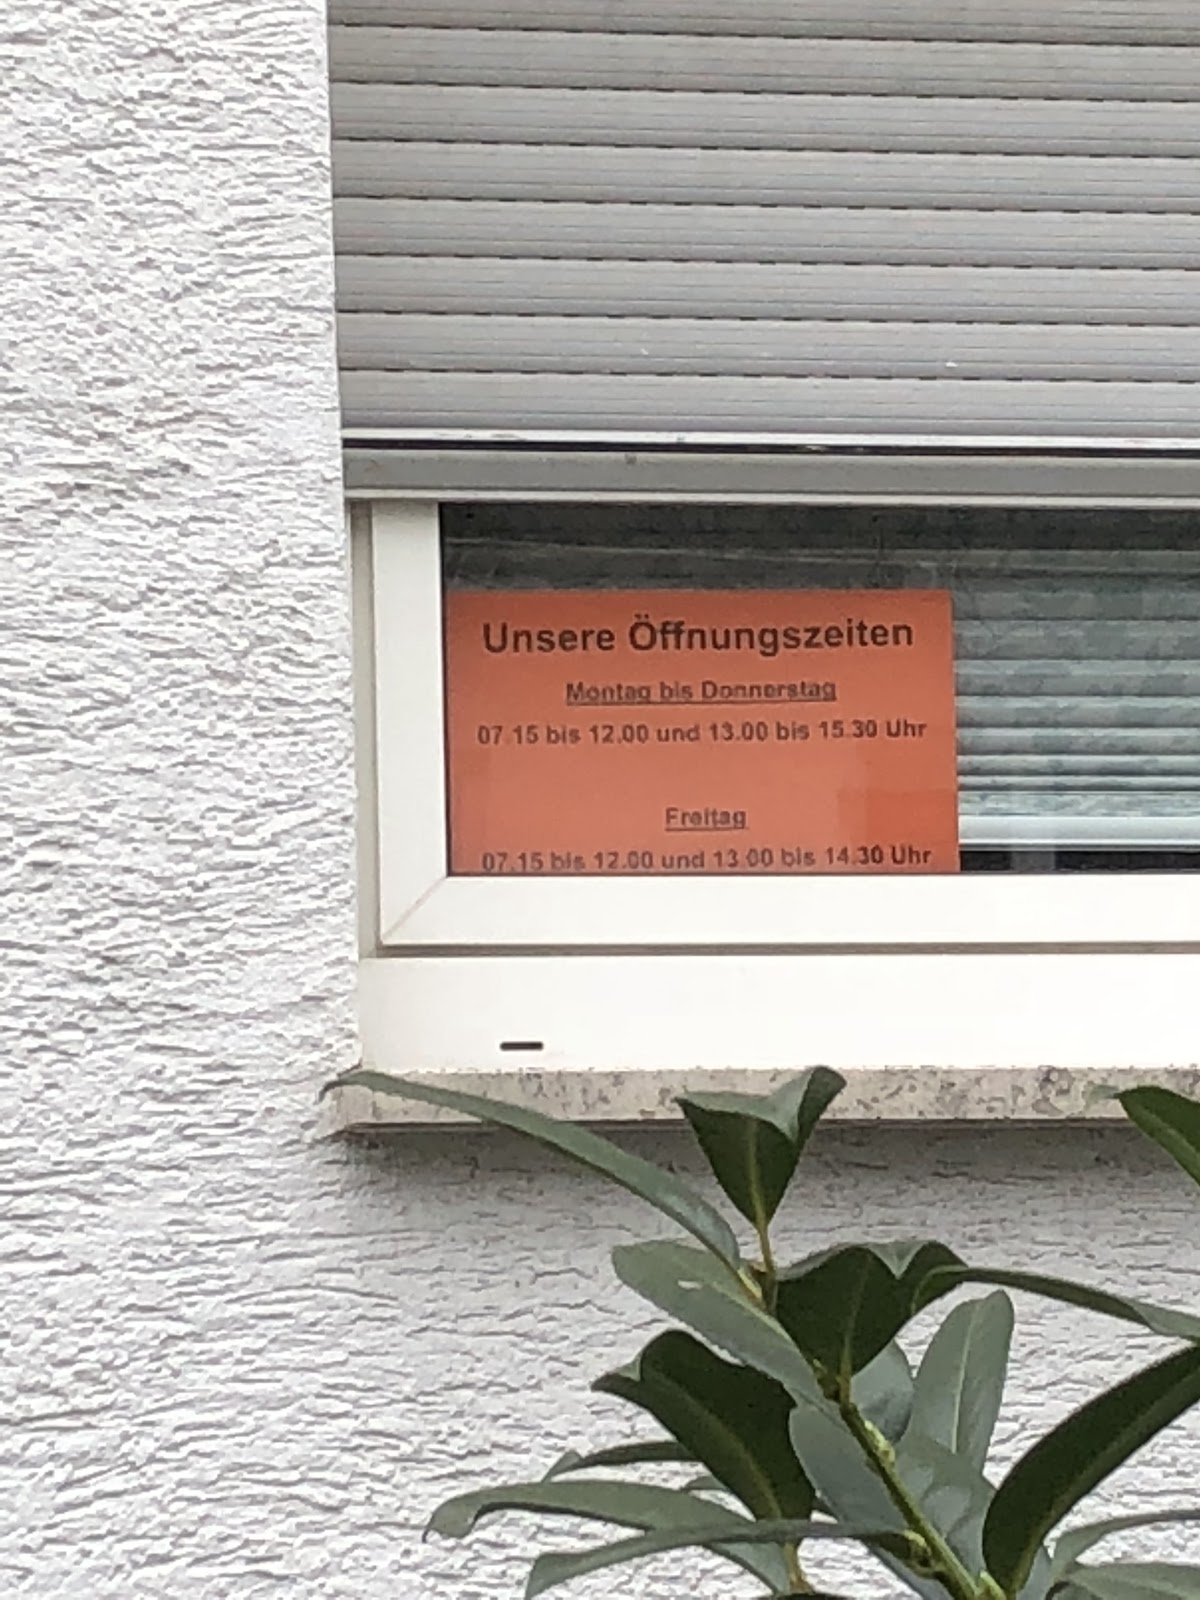 Unsere Öffnungszeiten
Montag bis Donnerstag
07.15 bis 12.00 und 13.00 bis 15.30 Uhr
Freitag
07.15 bis 12.00 und 13.00 bis 14.30 Uhr